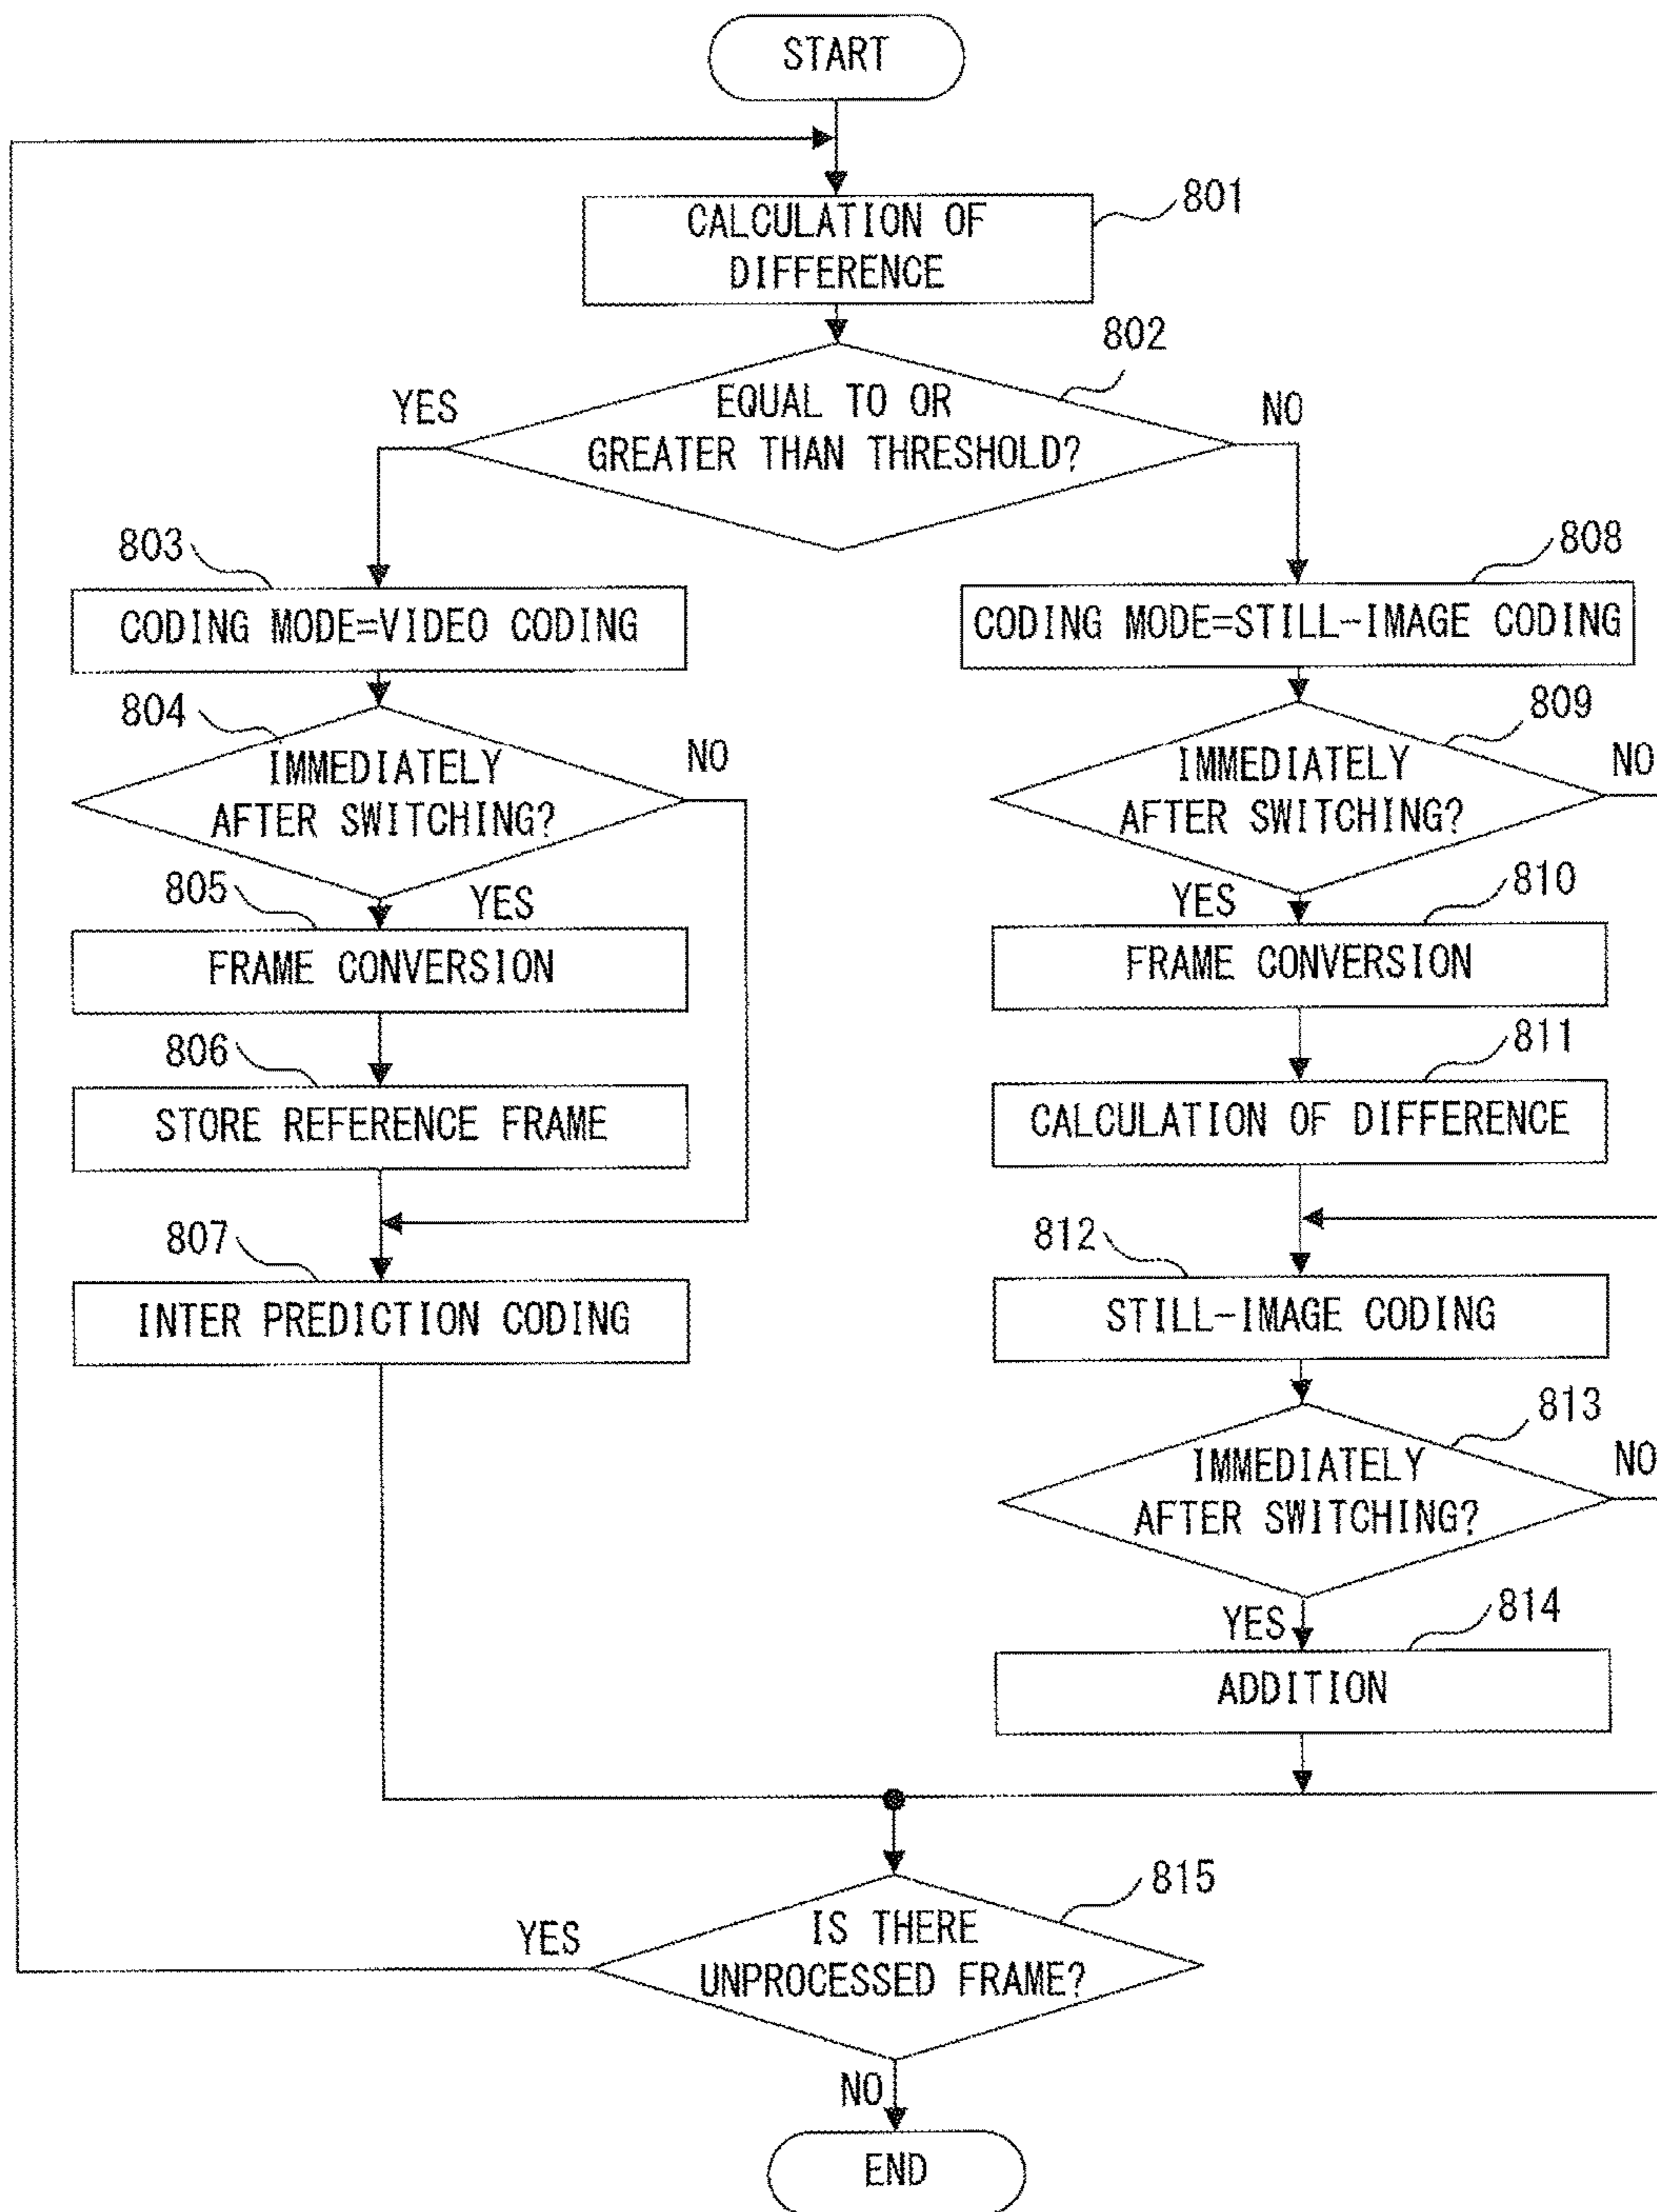 START
801
CALCULATION OF
DIFFERENCE
802
EQUAL TO OR
GREATER THAN THRESHOLD?
YES
NO
803
CODING MODE=VIDEO CODING
804
IMMEDIATELY
AFTER SWITCHING?
NO
YES
805
FRAME CONVERSION
806
STORE REFERENCE FRAME
807
INTER PREDICTION CODING
808
CODING MODE=STILL-IMAGE CODING
809
IMMEDIATELY
AFTER SWITCHING?
NO
YES
810
FRAME CONVERSION
811
CALCULATION OF DIFFERENCE
812
STILL-IMAGE CODING
813
IMMEDIATELY
AFTER SWITCHING?
NO
YES
814
ADDITION
815
IS THERE
UNPROCESSED FRAME?
YES
NO
END